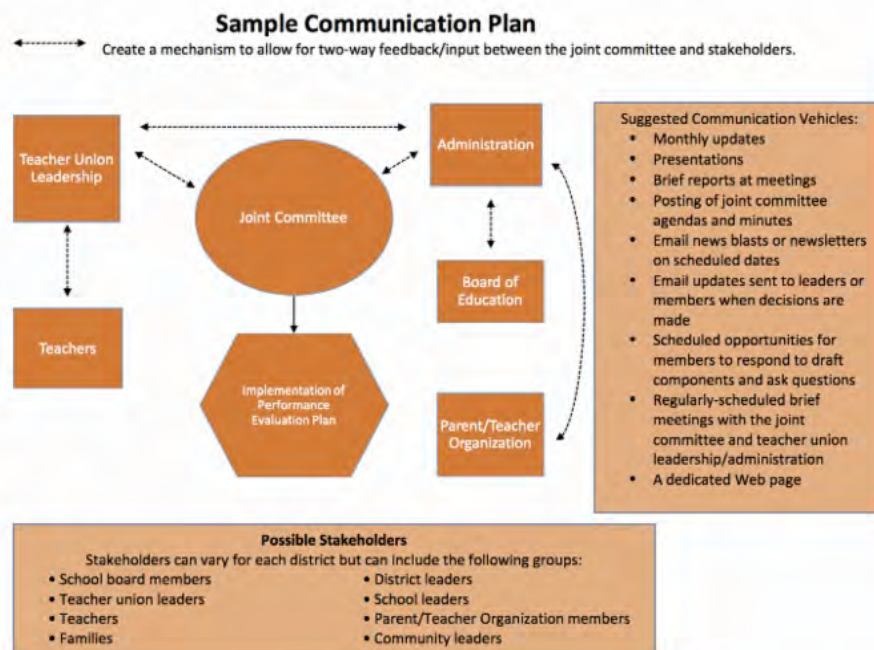 Sample Communication Plan
Create a mechanism to allow for two-way feedback/input between the joint committee and stakeholders.
Teacher Union
Leadership
Joint Committee
Administration
Teachers
Board of
Education
Implementation of
Performance
Evaluation Plan
Parent/Teacher
Organization
Suggested Communication Vehicles:
• Monthly updates
• Presentations
• Brief reports at meetings
• Posting of joint committee
agendas and minutes
• Email news blasts or newsletters
on scheduled dates
• Email updates sent to leaders or
members when decisions are
made
• Scheduled opportunities for
members to respond to draft
components and ask questions
• Regularly-scheduled brief
meetings with the joint
committee and teacher union
leadership/administration
• A dedicated Web page
Possible Stakeholders
Stakeholders can vary for each district but can include the following groups:
• School board members
• Teacher union leaders
• Teachers
• Families
• District leaders
• School leaders
• Parent/Teacher Organization members
• Community leaders